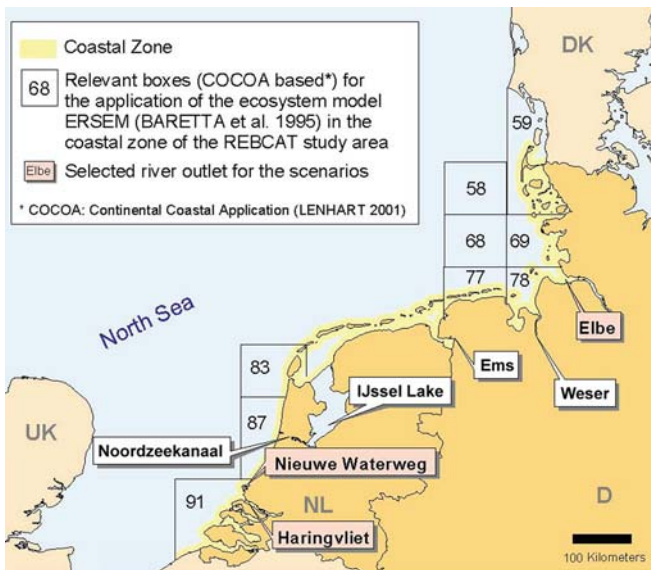 Coastal Zone
68
Relevant boxes (COCOA based*) for
the application of the ecosystem model
ERSEM (BARETTA et al. 1995) in the
coastal zone of the REBCAT study area
Elbe
Selected river outlet for the scenarios
* COCOA: Continental Coastal Application (LENHART 2001)
DK
59
58
68
69
77
78
North Sea
Elbe
83
Ems
Weser
IJssel Lake
87
UK
Noordzeekanaal
Nieuwe Waterweg
91
NL
D
Haringvliet
100 Kilometers